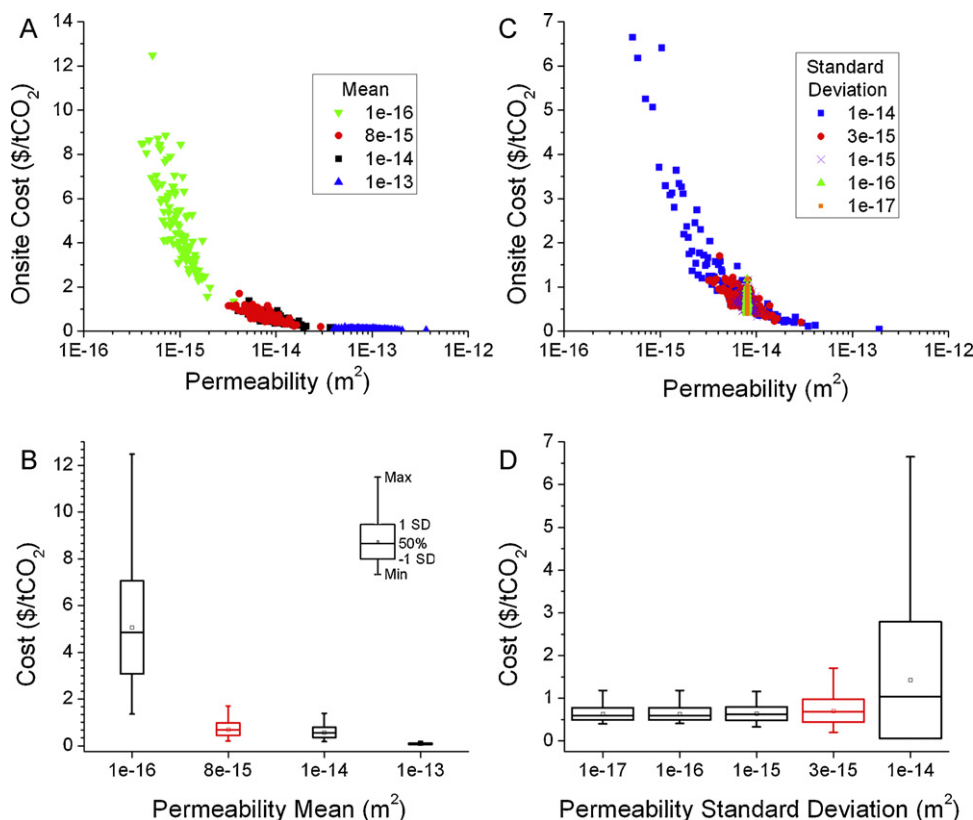 A
Onsite Cost ($/tCO2)
14
12
10
8
6
4
2
0
Mean
1e-16
8e-15
1e-14
1e-13
1E-16 1E-15 1E-14 1E-13 1E-12
Permeability (m2)
C
Onsite Cost ($/tCO2)
7
6
5
4
3
2
1
0
Standard
Deviation
1e-14
3e-15
1e-15
1e-16
1e-17
1E-16 1E-15 1E-14 1E-13 1E-12
Permeability (m2)
B
Cost ($/tCO2)
12
10
8
6
4
2
0
Max
1 SD
50%
-1 SD
Min
1e-16 8e-15 1e-14 1e-13
Permeability Mean (m2)
D
Cost ($/tCO2)
7
6
5
4
3
2
1
0
1e-17 1e-16 1e-15 3e-15 1e-14
Permeability Standard Deviation (m2)